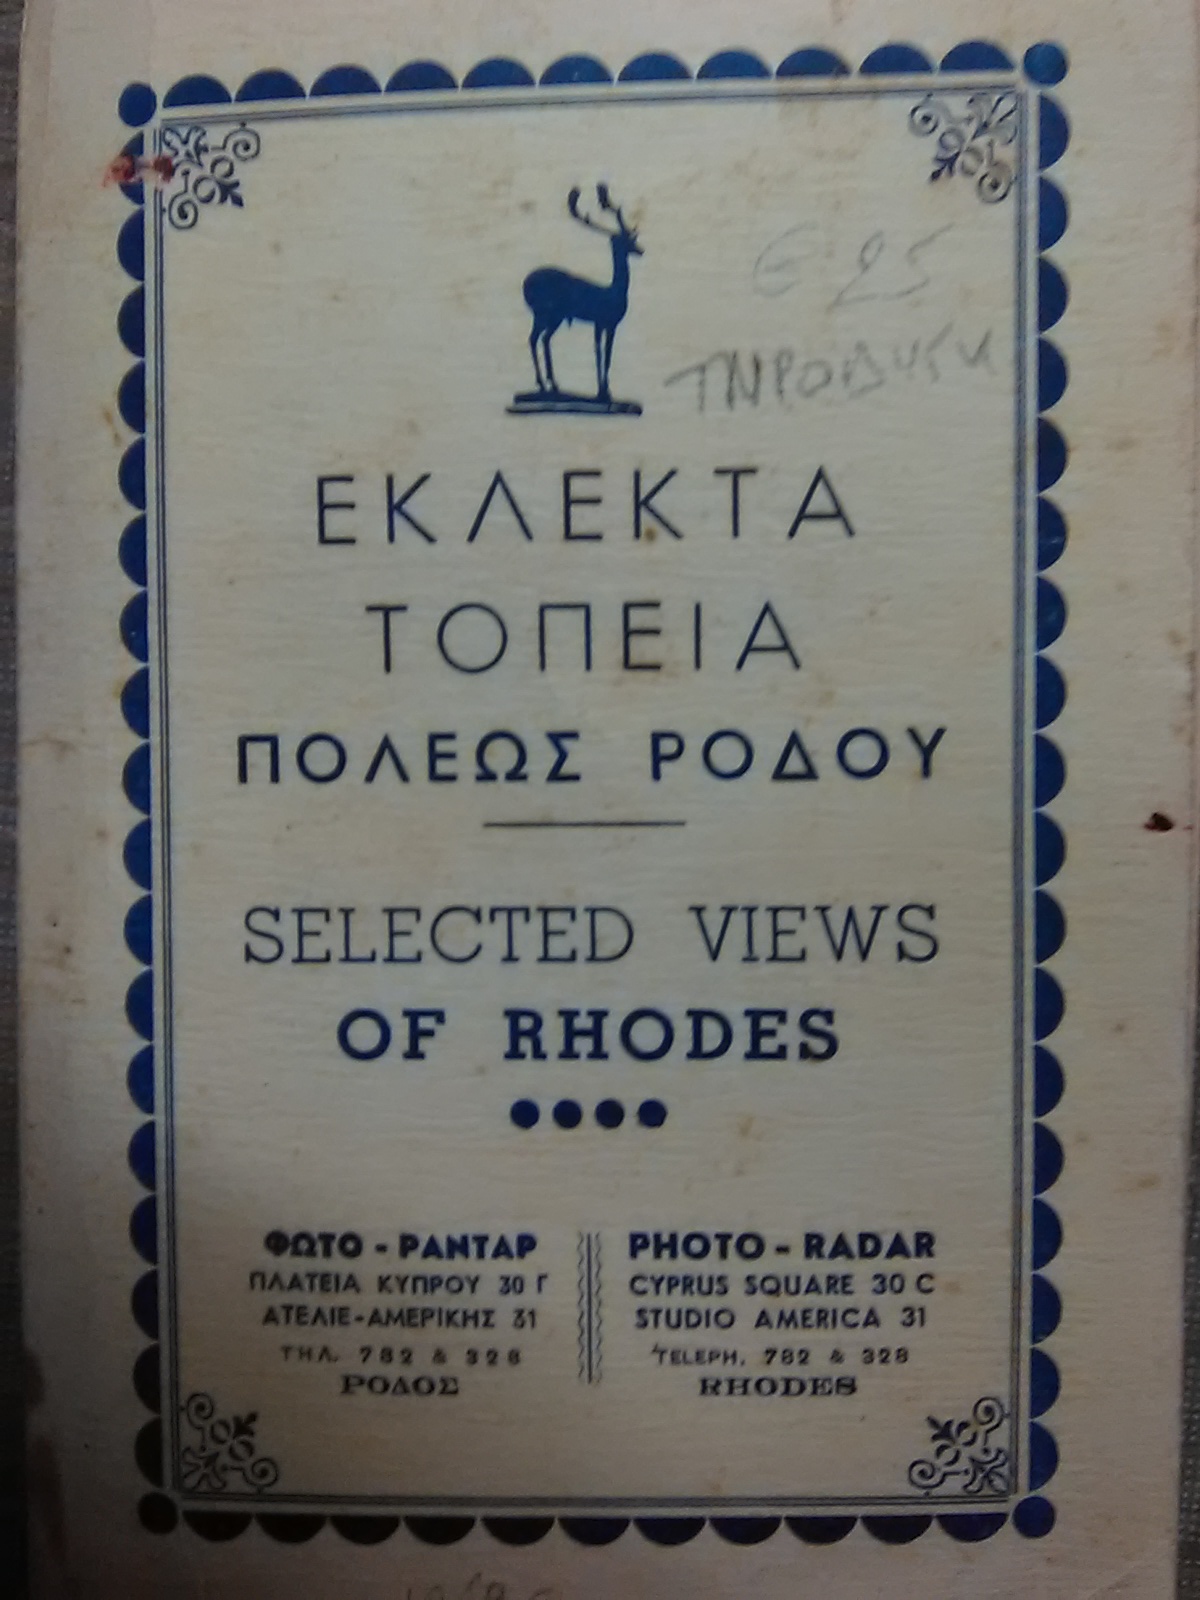 € 25
ΕΚΛΕΚΤΑ
ΤΟΠΕΙΑ
ΠΟΛΕΩΣ ΡΟΔΟΥ
SELECTED VIEWS
OF RHODES
ΦΩΤΟ - ΡΑΝΤΑΡ
ΠΛΑΤΕΙΑ ΚΥΠΡΟΥ 30 Γ
ΑΤΕΛΙΕ-ΑΜΕΡΙΚΗΣ 31
ΤΗΛ. 782 & 328
ΡΟΔΟΣ
PHOTO - RADAR
CYPRUS SQUARE 30 C
STUDIO AMERICA 31
TELEPH. 782 & 328
RHODES